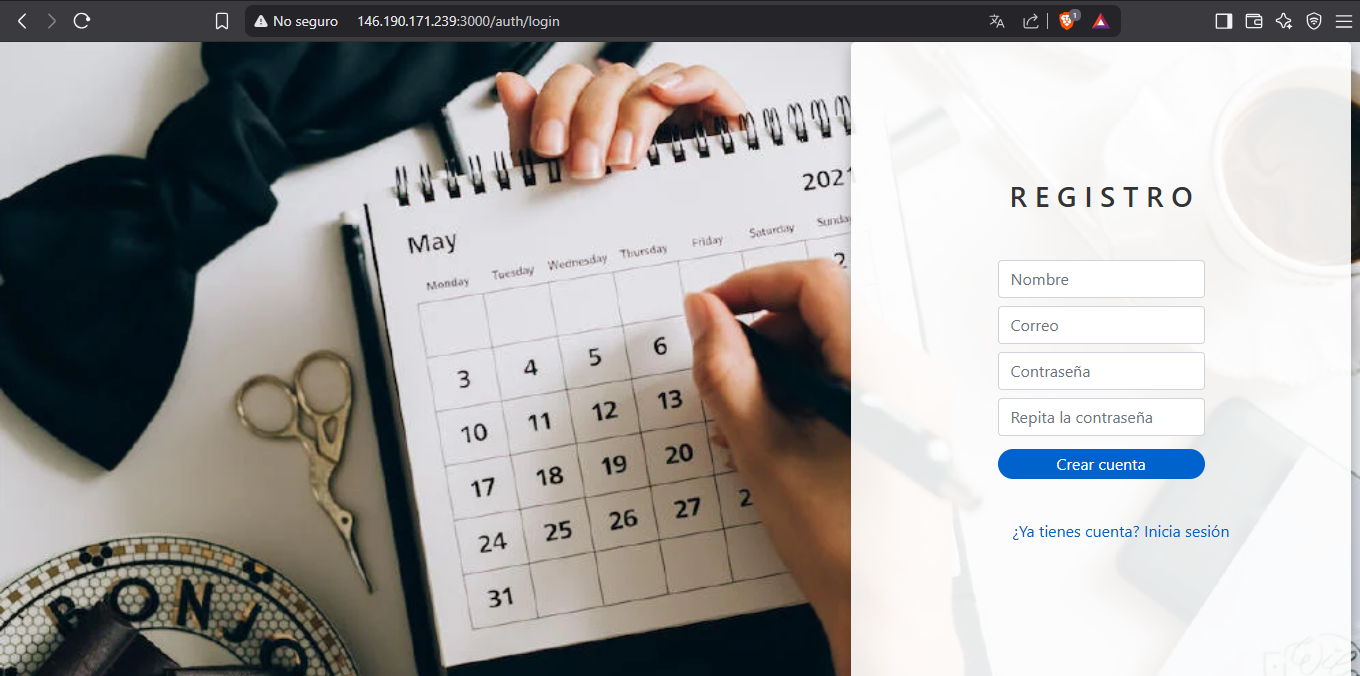 No seguro 146.190.171.239:3000/auth/login
1
2021
May
Monday Tuesday Wednesday Thursday Friday Saturday Sunday
2
3 4 5 6
10 11 12 13
17 18 19 20
24 25 26 27 2
31
BONJO
REGISTRO
Nombre
Correo
Contraseña
Repita la contraseña
Crear cuenta
¿Ya tienes cuenta? Inicia sesión